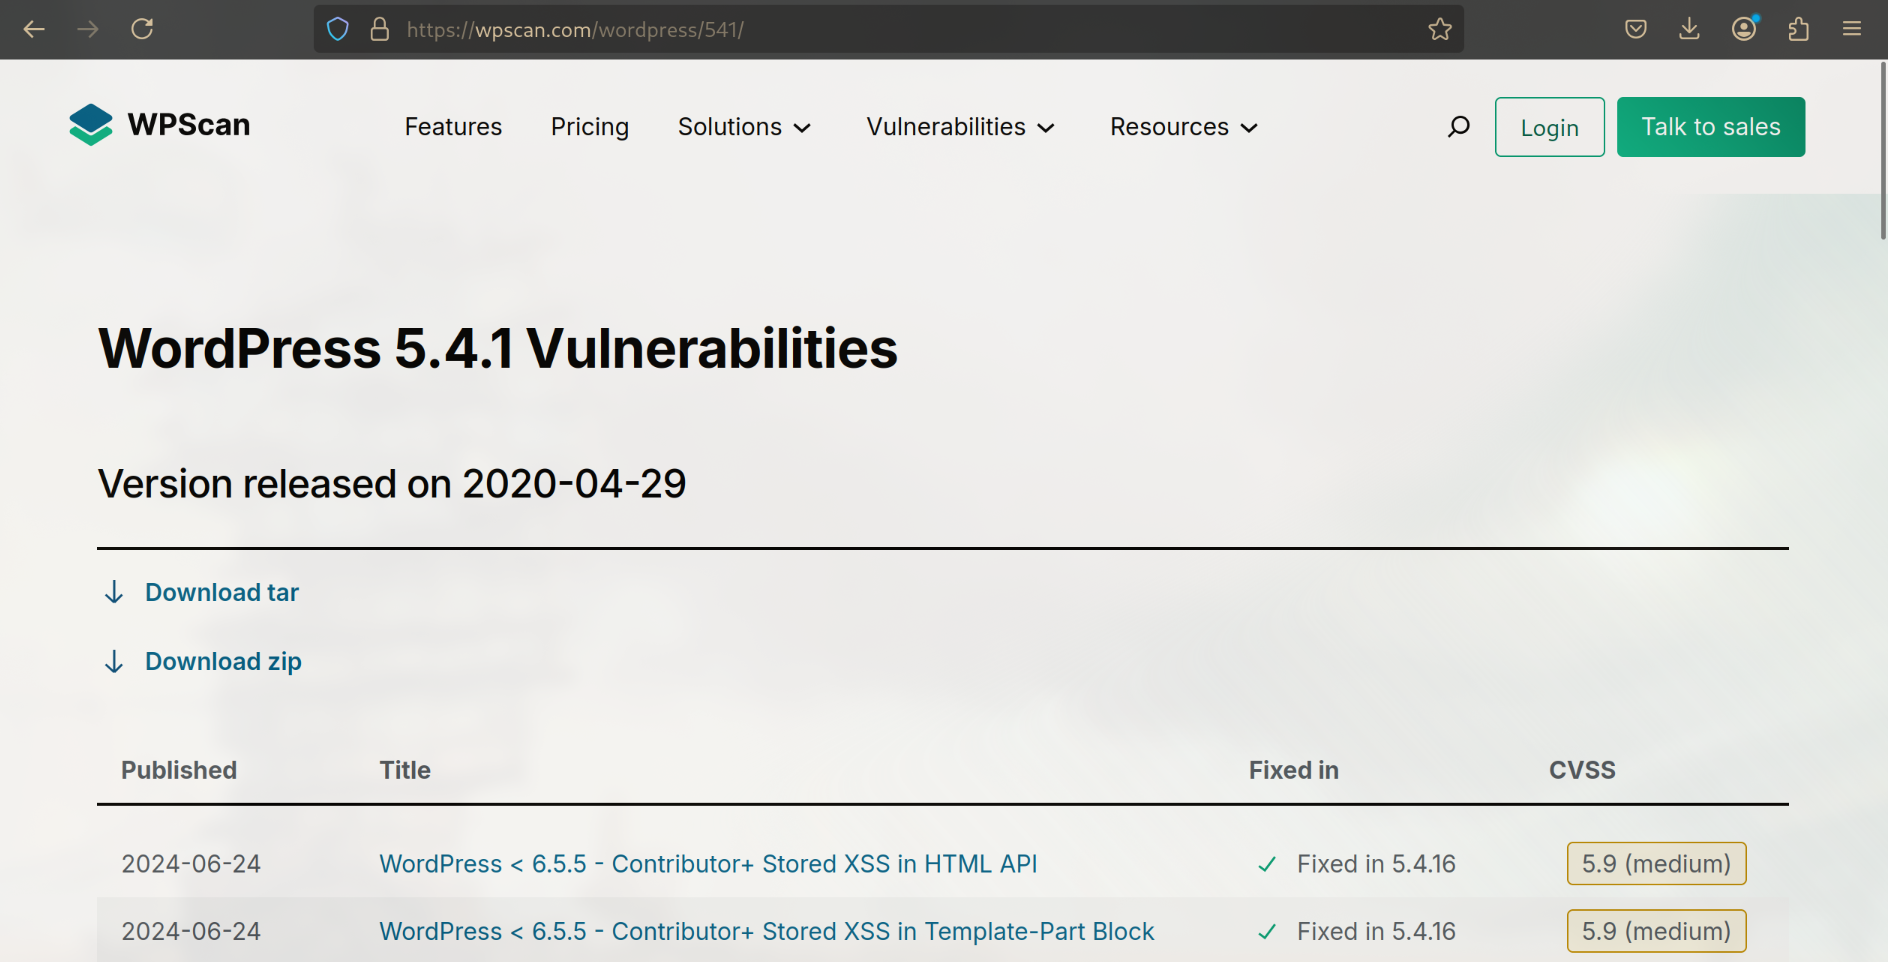 https://wpscan.com/wordpress/541/
WPScan Features Pricing Solutions Vulnerabilities Resources Login Talk to sales
WordPress 5.4.1 Vulnerabilities
Version released on 2020-04-29
Download tar
Download zip
Published Title Fixed in CVSS
2024-06-24 WordPress < 6.5.5 - Contributor+ Stored XSS in HTML API Fixed in 5.4.16 5.9 (medium)
2024-06-24 WordPress < 6.5.5 - Contributor+ Stored XSS in Template-Part Block Fixed in 5.4.16 5.9 (medium)